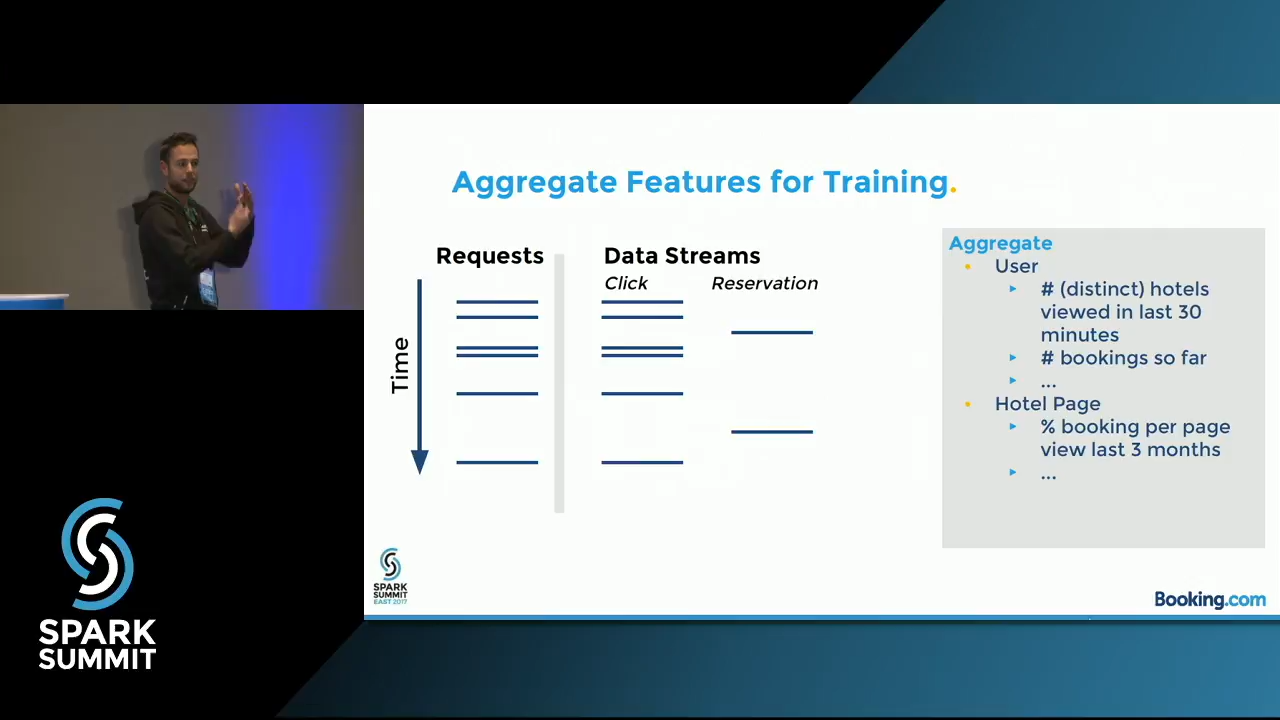 Aggregate Features for Training.
Requests
Data Streams
Click
Reservation
Time
Aggregate
User
# (distinct) hotels
viewed in last 30
minutes
# bookings so far
...
Hotel Page
% booking per page
view last 3 months
...
SPARK
SUMMIT
EAST 2017
Booking.com
SPARK
SUMMIT